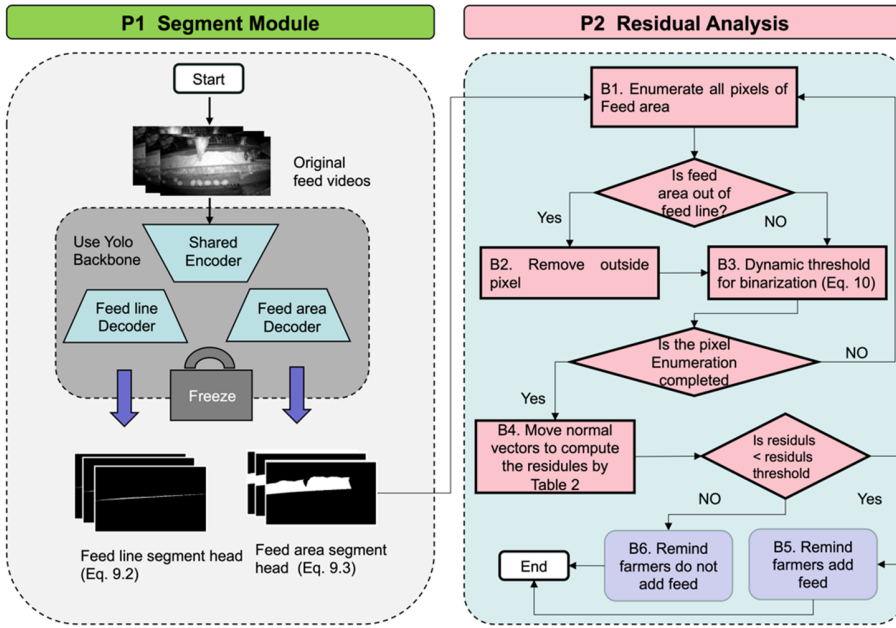 P1 Segment Module
Start
Original
feed videos
Use Yolo
Backbone
Shared
Encoder
Feed line
Decoder
Feed area
Decoder
Freeze
Feed line segment head
(Eq. 9.2)
Feed area segment
head (Eq. 9.3)
P2 Residual Analysis
B1. Enumerate all pixels of
Feed area
Is feed
area out of
feed line?
Yes
NO
B2. Remove outside
pixel
B3. Dynamic threshold
for binarization (Eq. 10)
Is the pixel
Enumeration
completed
NO
Yes
B4. Move normal
vectors to compute
the residules by
Table 2
Is residuls
< residuls
threshold
NO
Yes
B6. Remind
farmers do not
add feed
B5. Remind
farmers add
feed
End